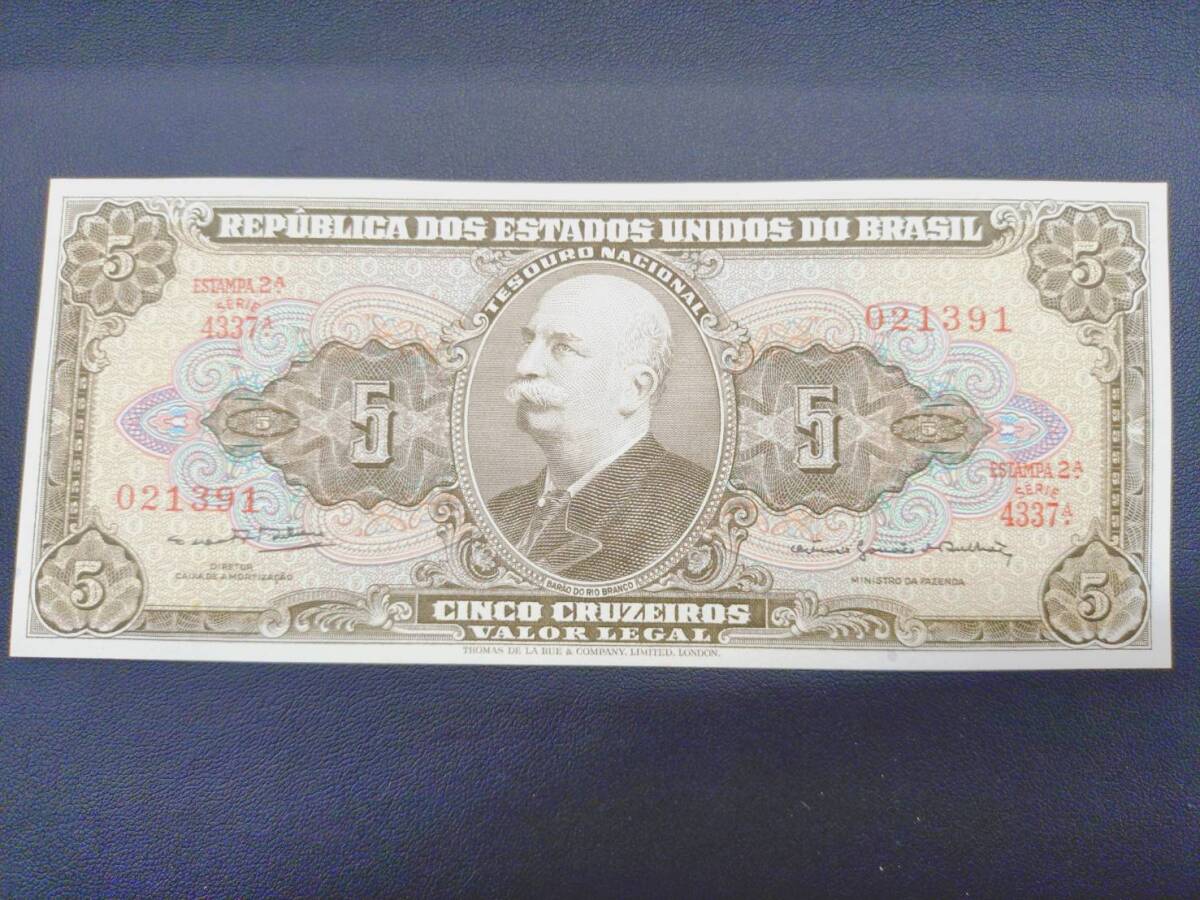 REPÚBLICA DOS ESTADOS UNIDOS DO BRASIL
TESOURO NACIONAL
5
5
ESTAMPA 2ª
SÉRIE
4337ª
021391
5
5
5
5
021391
ESTAMPA 2ª
SÉRIE
4337ª
DIRETOR
CAIXA DE AMORTIZAÇÃO
MINISTRO DA FAZENDA
BARÃO DO RIO BRANCO
5
5
CINCO CRUZEIROS
VALOR LEGAL
THOMAS DE LA RUE & COMPANY, LIMITED, LONDON.